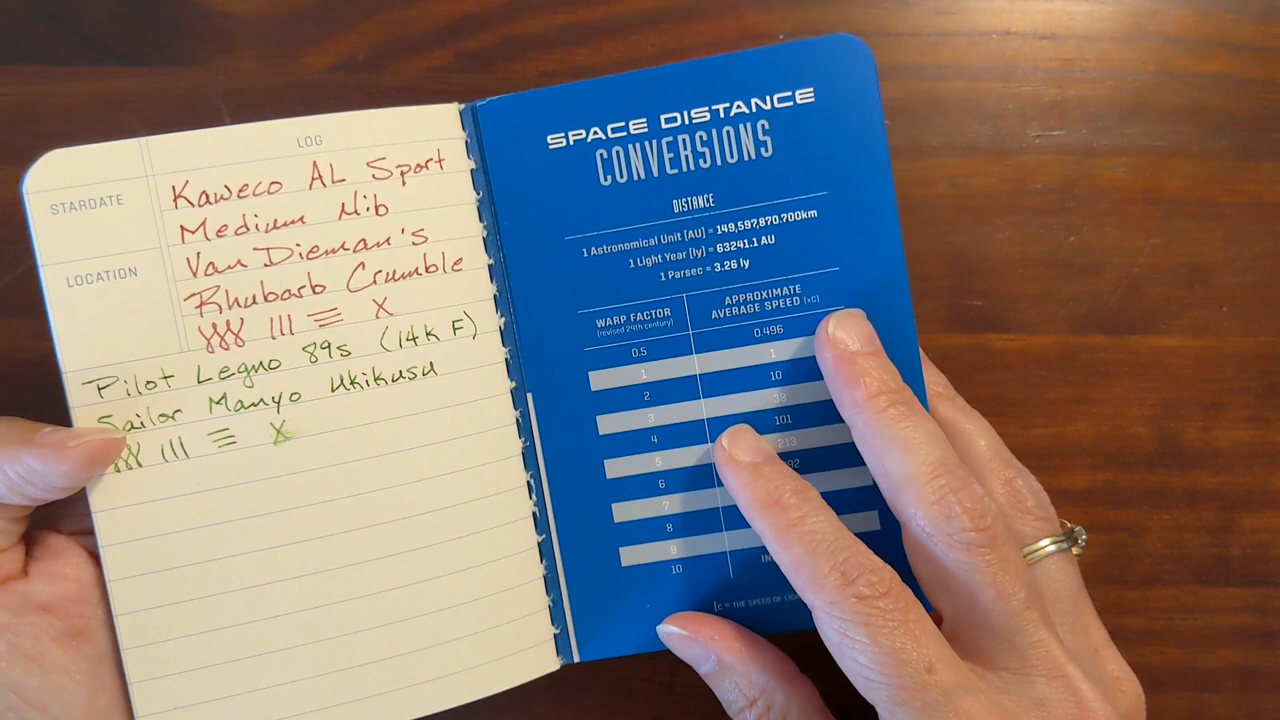 LOG
STARDATE
LOCATION
Kaweco AL Sport
Medium Nib
Van Dieman's
Rhubarb Crumble
III X
Pilot Legno 89s (14k F)
Sailor Manyo Ukikusa
III X
SPACE DISTANCE
CONVERSIONS
DISTANCE
1 Astronomical Unit [AU] = 149,597,870.700km
1 Light Year [ly] = 63241.1 AU
1 Parsec = 3.26 ly
WARP FACTOR
(revised 24th century)
APPROXIMATE
AVERAGE SPEED (xC)
0.5 0.496
1 1
2 10
3 38
4 101
5 213
6
7
8
9
10
[C = THE SPEED OF